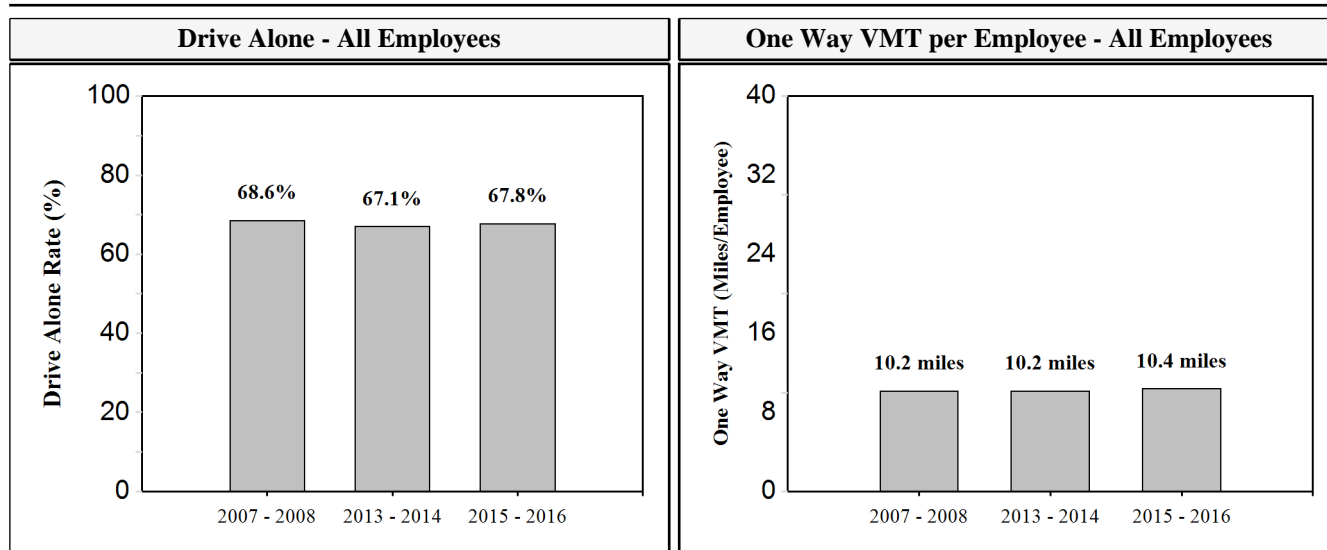 Drive Alone - All Employees
Drive Alone Rate (%)
100
80
60
40
20
0
68.6%
67.1%
67.8%
2007 - 2008
2013 - 2014
2015 - 2016
One Way VMT per Employee - All Employees
One Way VMT (Miles/Employee)
40
32
24
16
8
0
10.2 miles
10.2 miles
10.4 miles
2007 - 2008
2013 - 2014
2015 - 2016